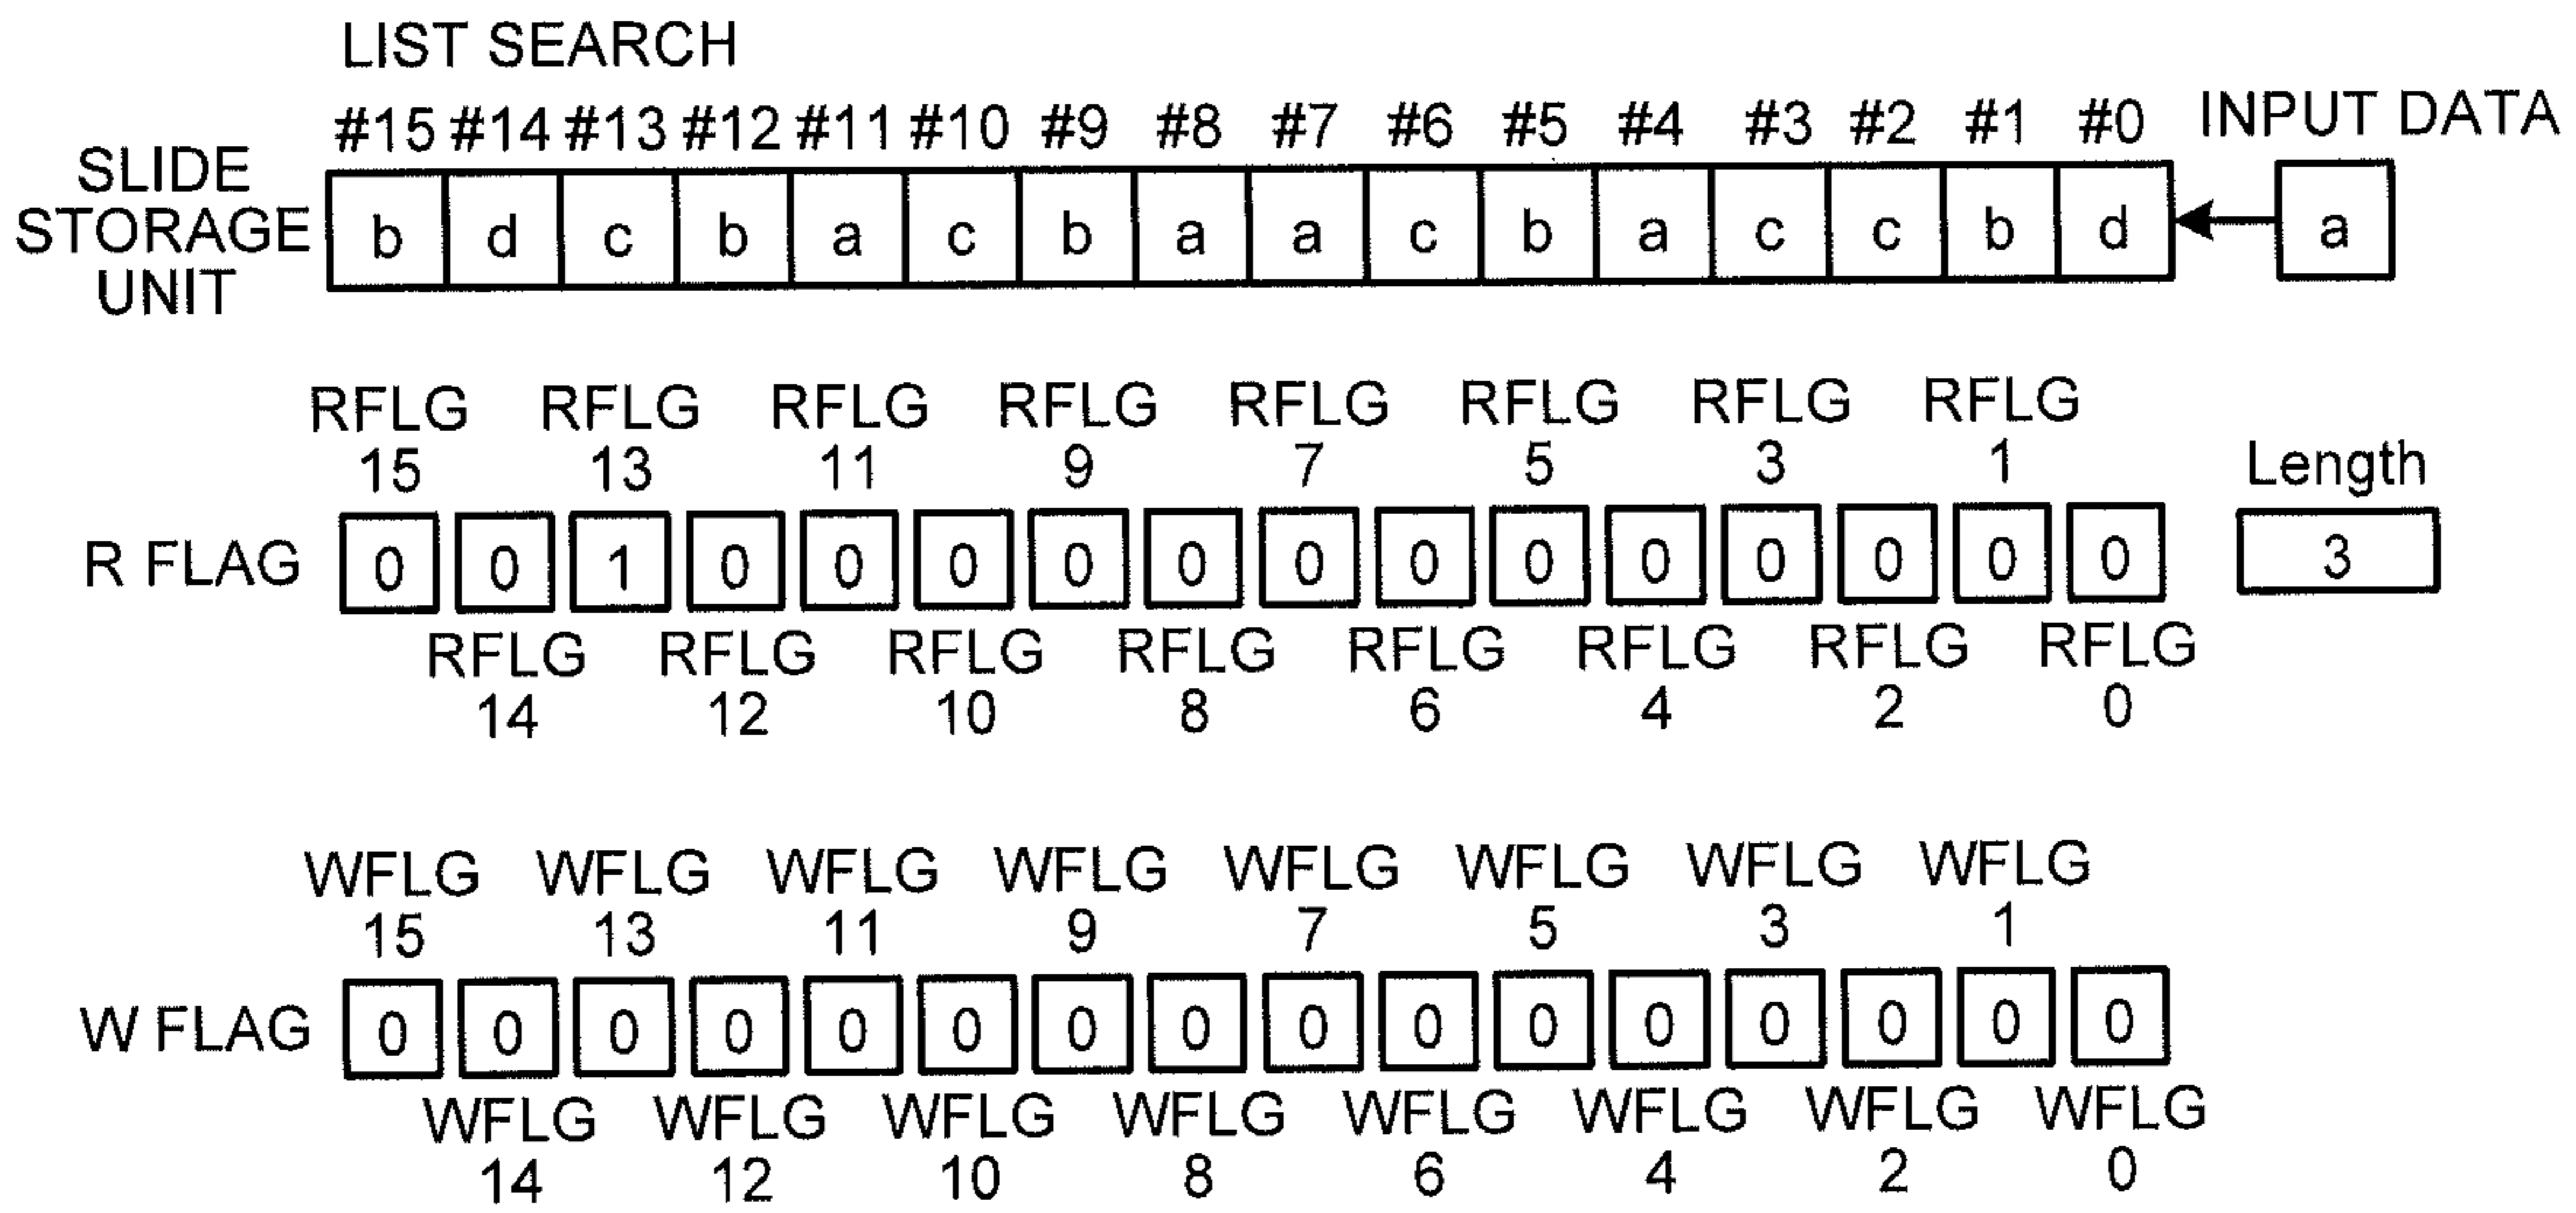 LIST SEARCH
#15 #14 #13 #12 #11 #10 #9 #8 #7 #6 #5 #4 #3 #2 #1 #0 INPUT DATA
SLIDE
STORAGE
UNIT
b d c b a c b a a c b a c c b d a
RFLG RFLG RFLG RFLG RFLG RFLG RFLG RFLG
15 13 11 9 7 5 3 1 Length
R FLAG 0 0 1 0 0 0 0 0 0 0 0 0 0 0 0 0 3
RFLG RFLG RFLG RFLG RFLG RFLG RFLG RFLG
14 12 10 8 6 4 2 0
WFLG WFLG WFLG WFLG WFLG WFLG WFLG WFLG
15 13 11 9 7 5 3 1
W FLAG 0 0 0 0 0 0 0 0 0 0 0 0 0 0 0 0
WFLG WFLG WFLG WFLG WFLG WFLG WFLG WFLG
14 12 10 8 6 4 2 0